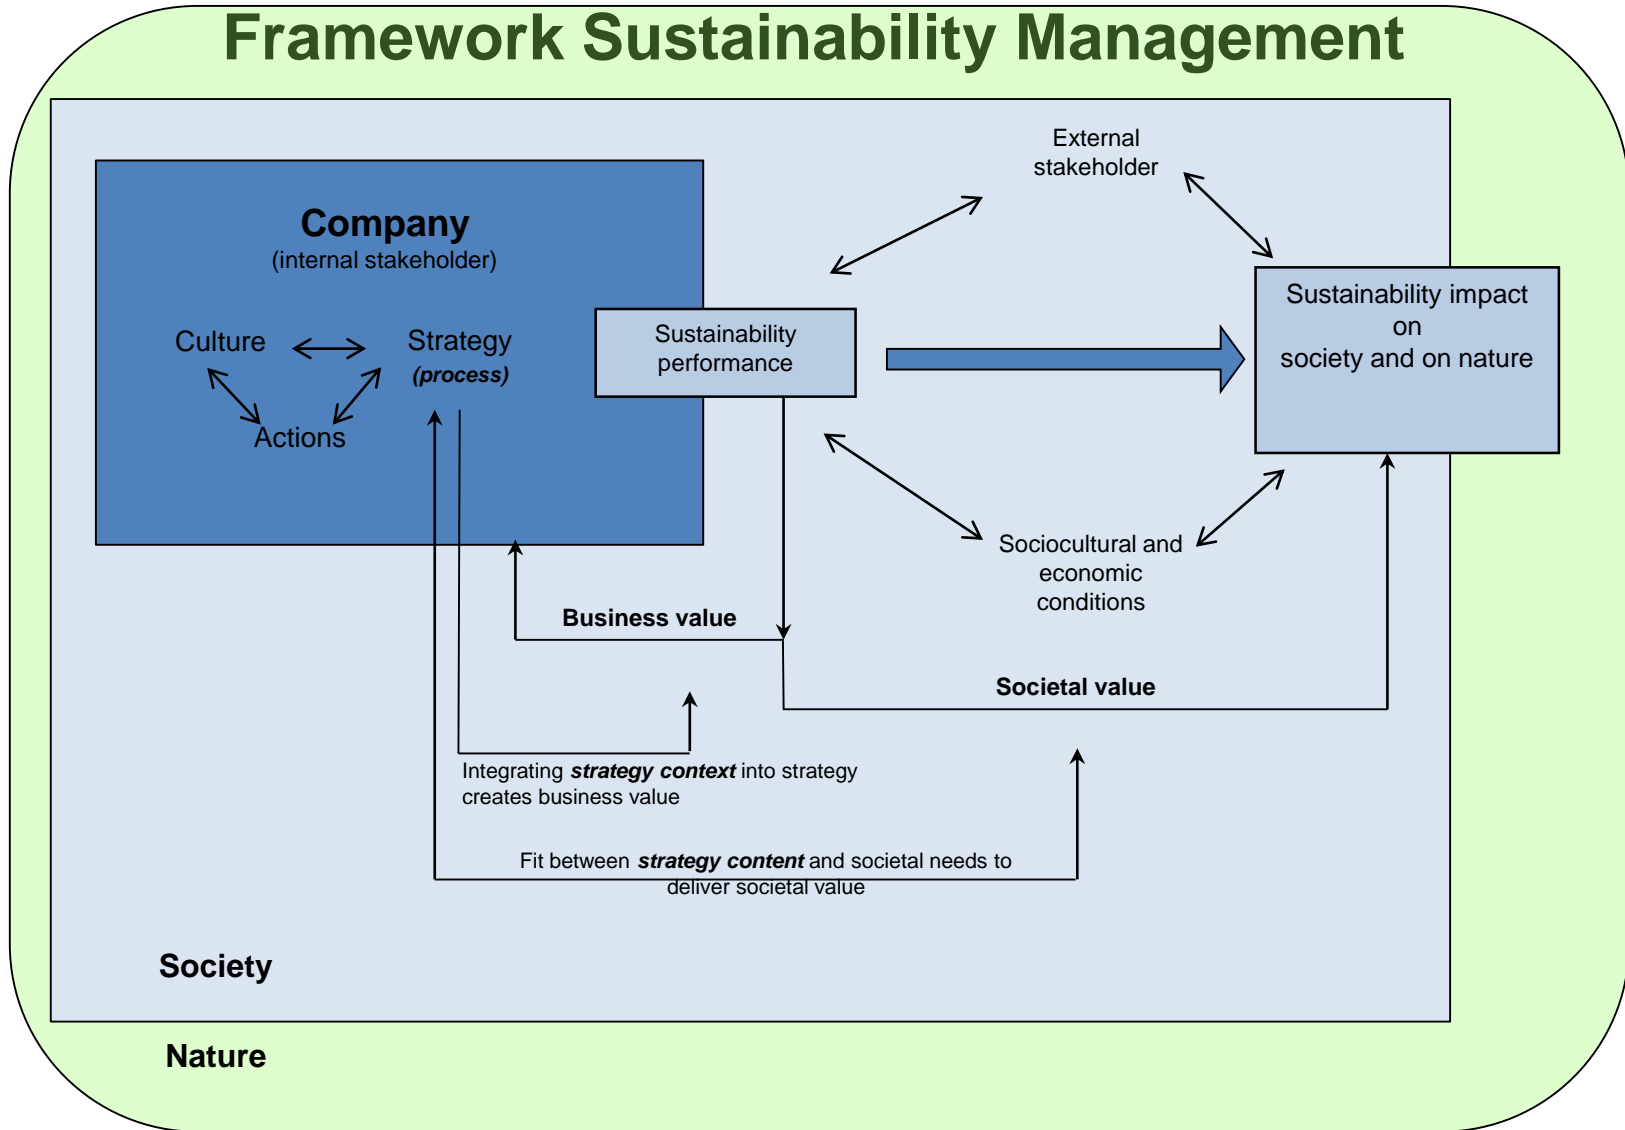 Framework Sustainability Management
External
stakeholder
Company
(internal stakeholder)
Culture
Strategy
(process)
Actions
Sustainability
performance
Sustainability impact
on
society and on nature
Sociocultural and
economic
conditions
Business value
Societal value
Integrating strategy context into strategy
creates business value
Fit between strategy content and societal needs to
deliver societal value
Society
Nature